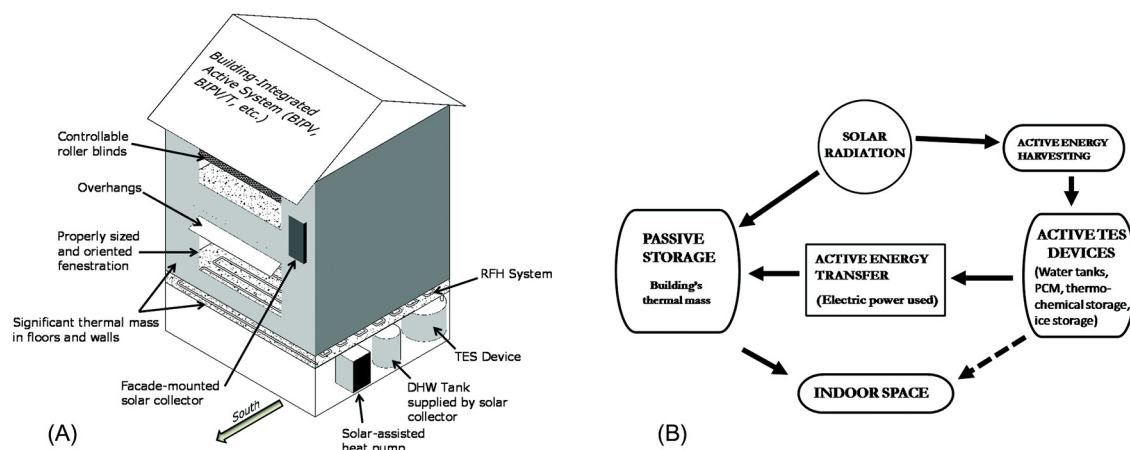 Building-Integrated
Active System (BIPV,
BIPV/T, etc.)
Controllable
roller blinds
Overhangs
Properly sized
and oriented
fenestration
Significant thermal mass
in floors and walls
Facade-mounted
solar collector
South
RFH System
TES Device
DHW Tank
supplied by solar
collector
Solar-assisted
heat pump
(A)
SOLAR
RADIATION
ACTIVE ENERGY
HARVESTING
PASSIVE
STORAGE
Building's
thermal mass
ACTIVE ENERGY
TRANSFER
(Electric power used)
ACTIVE TES
DEVICES
(Water tanks,
PCM, thermo-
chemical storage,
ice storage)
INDOOR SPACE
(B)